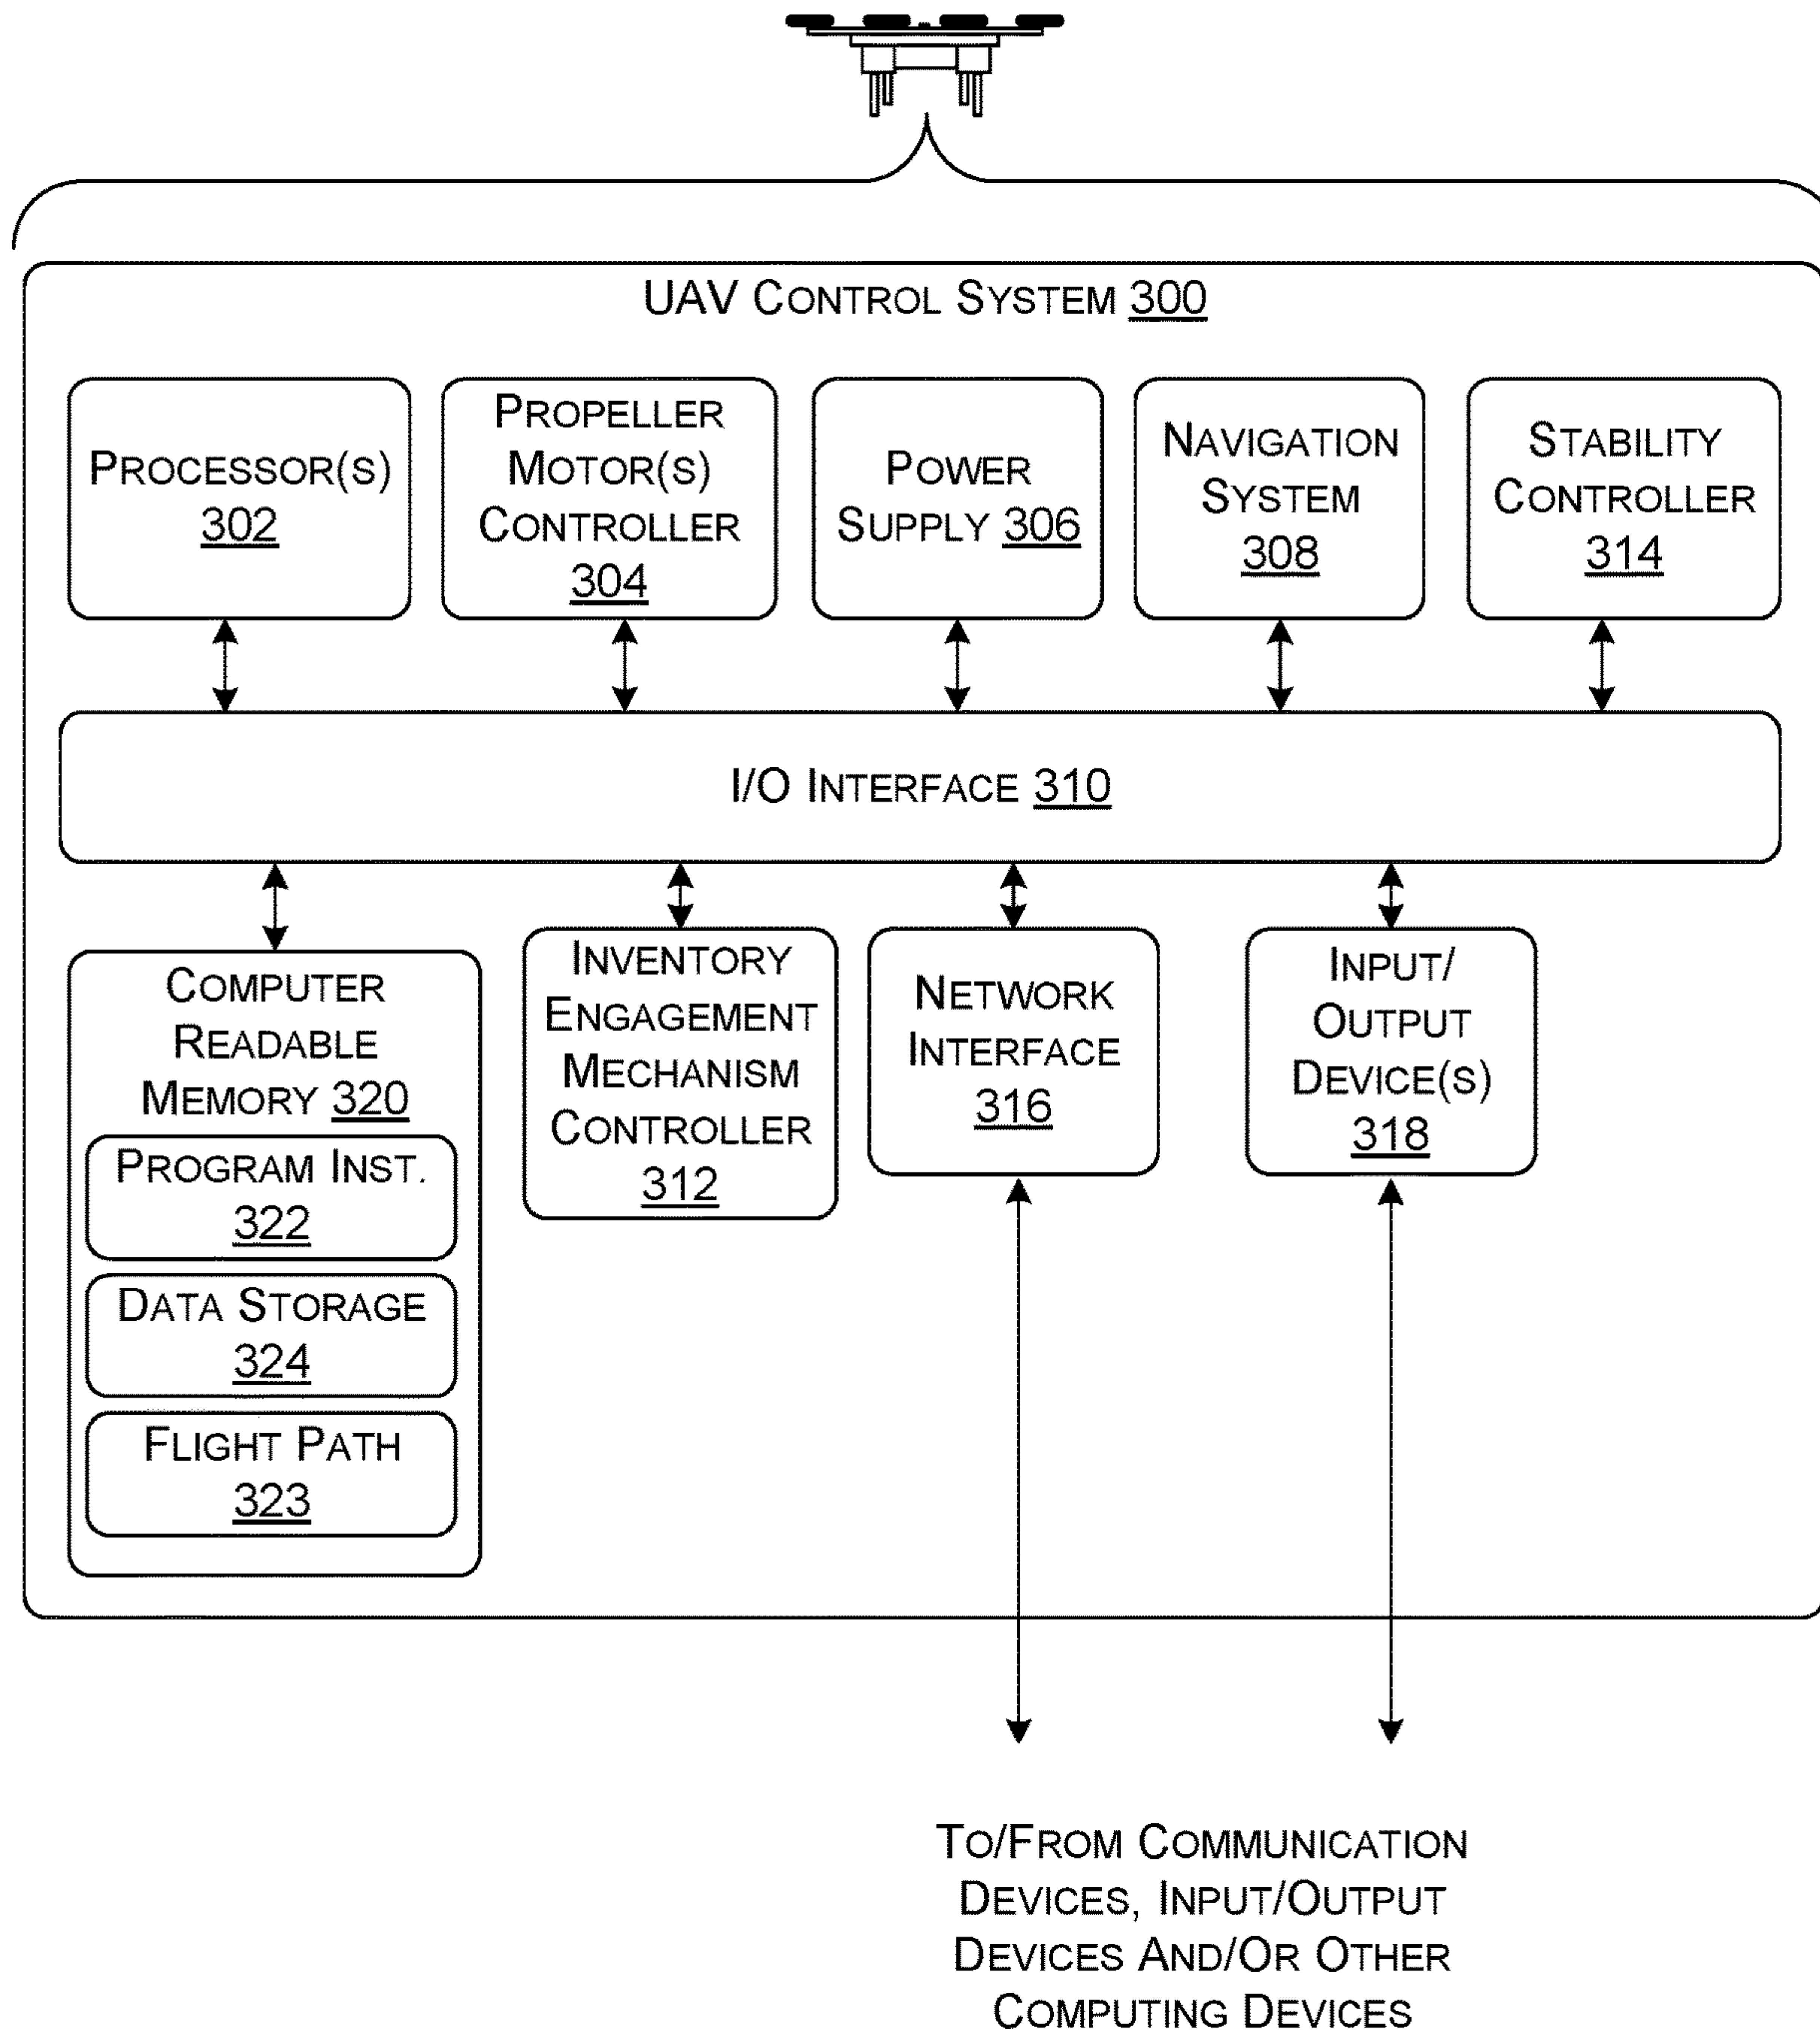 UAV CONTROL SYSTEM 300
PROCESSOR(S)
302
PROPELLER
MOTOR(S)
CONTROLLER
304
POWER
SUPPLY 306
NAVIGATION
SYSTEM
308
STABILITY
CONTROLLER
314
I/O INTERFACE 310
COMPUTER
READABLE
MEMORY 320
PROGRAM INST.
322
DATA STORAGE
324
FLIGHT PATH
323
INVENTORY
ENGAGEMENT
MECHANISM
CONTROLLER
312
NETWORK
INTERFACE
316
INPUT/
OUTPUT
DEVICE(S)
318
TO/FROM COMMUNICATION
DEVICES, INPUT/OUTPUT
DEVICES AND/OR OTHER
COMPUTING DEVICES